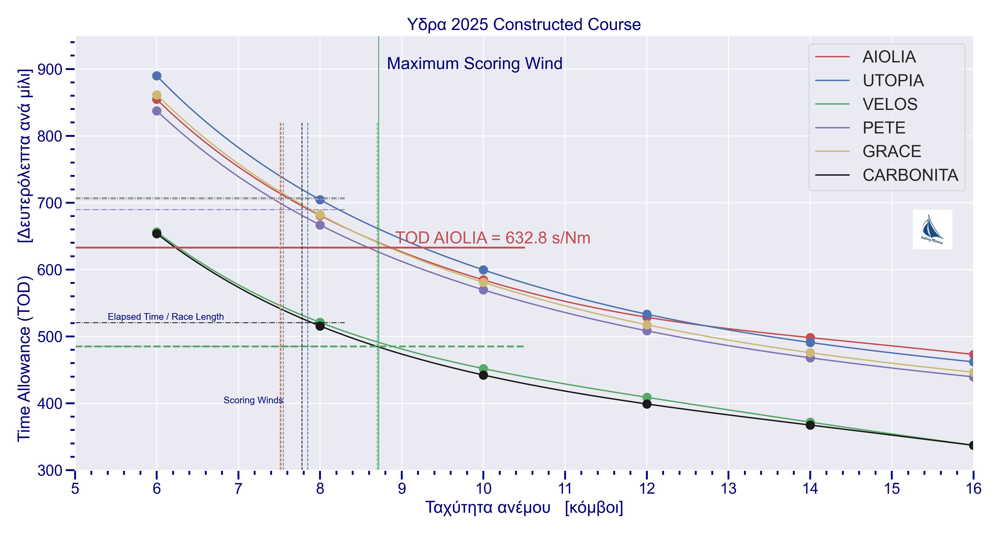 Υδρα 2025 Constructed Course
Maximum Scoring Wind
AIOLIA
UTOPIA
VELOS
PETE
GRACE
CARBONITA
Time Allowance (TOD) [Δευτερόλεπτα ανά μίλι]
900
800
700
600
500
400
300
TOD AIOLIA = 632.8 s/Nm
Sailing Mimosa
Elapsed Time / Race Length
Scoring Winds
5 6 7 8 9 10 11 12 13 14 15 16
Ταχύτητα ανέμου [κόμβοι]